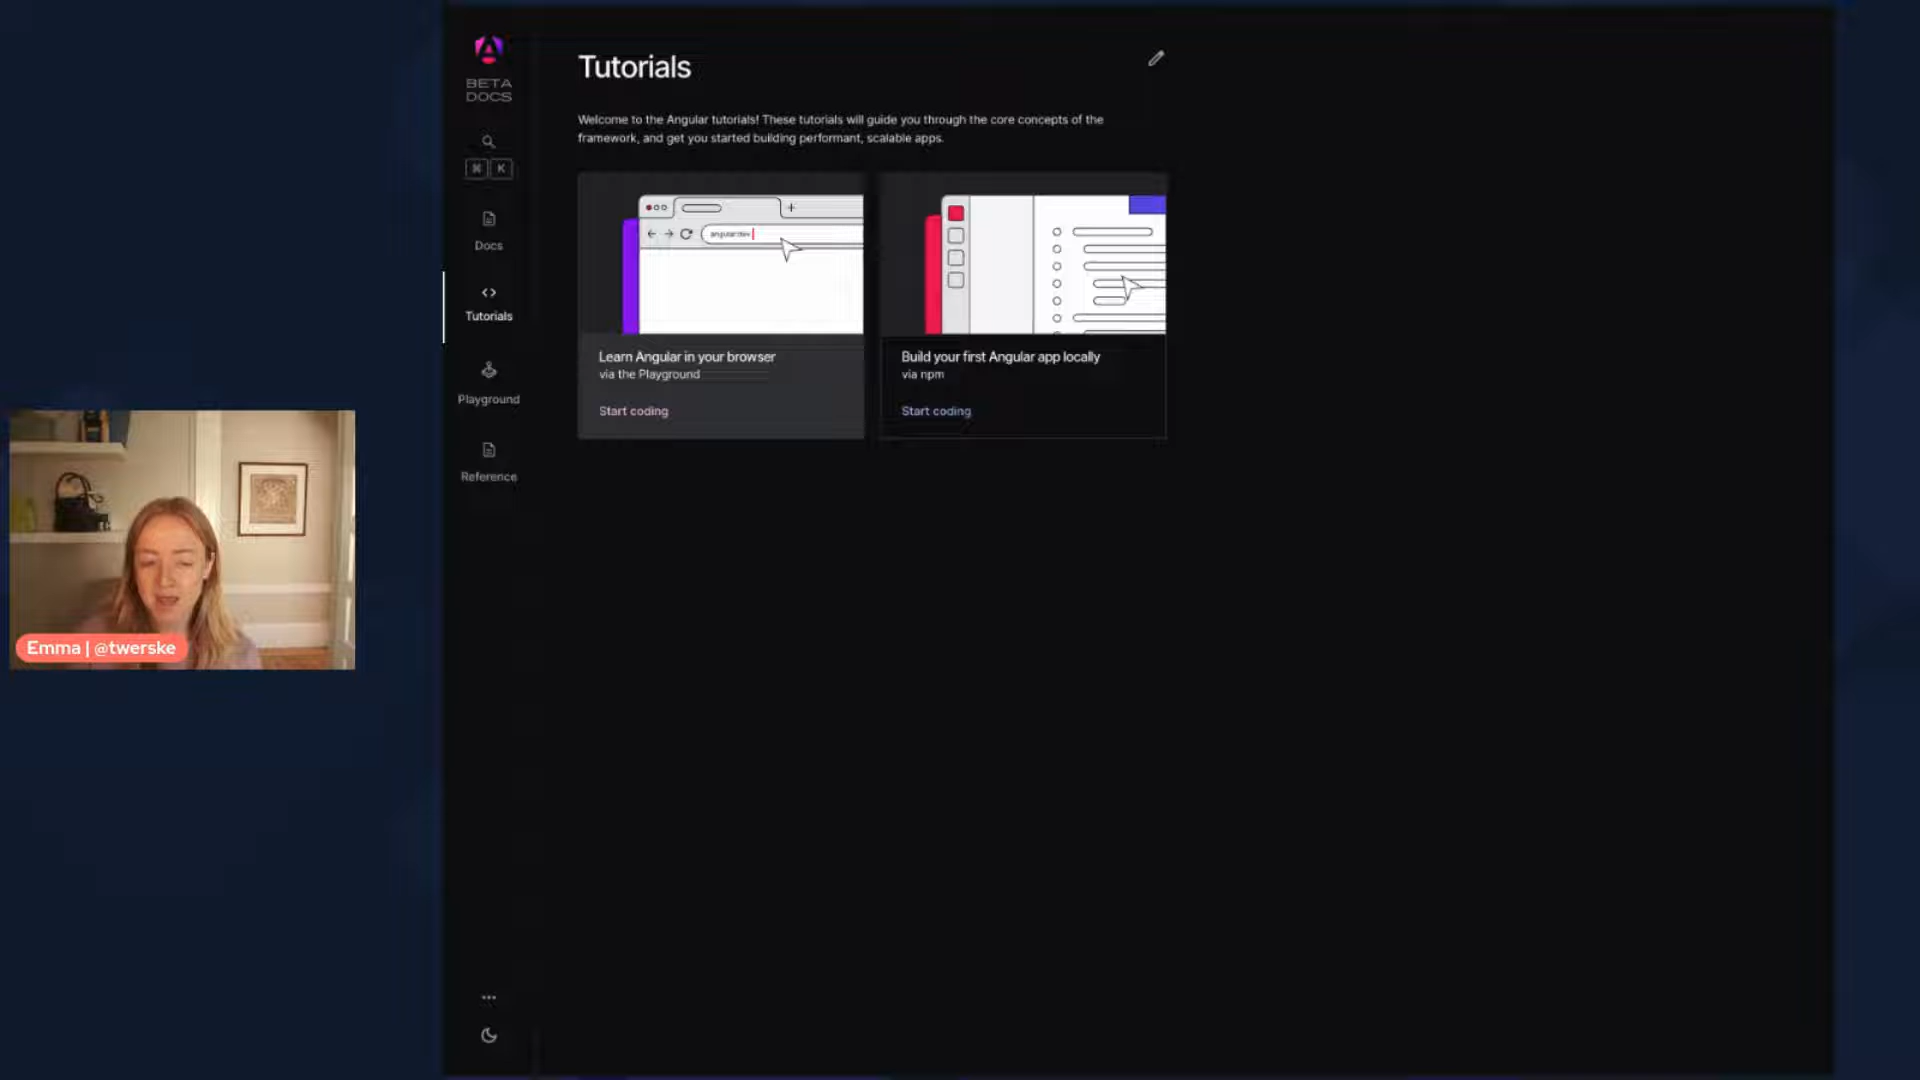 BETA
DOCS
⌘ K
Docs
Tutorials
Playground
Reference
Tutorials
Welcome to the Angular tutorials! These tutorials will guide you through the core concepts of the
framework, and get you started building performant, scalable apps.
angular.dev
Learn Angular in your browser
via the Playground
Start coding
Build your first Angular app locally
via npm
Start coding
Emma | @twerske